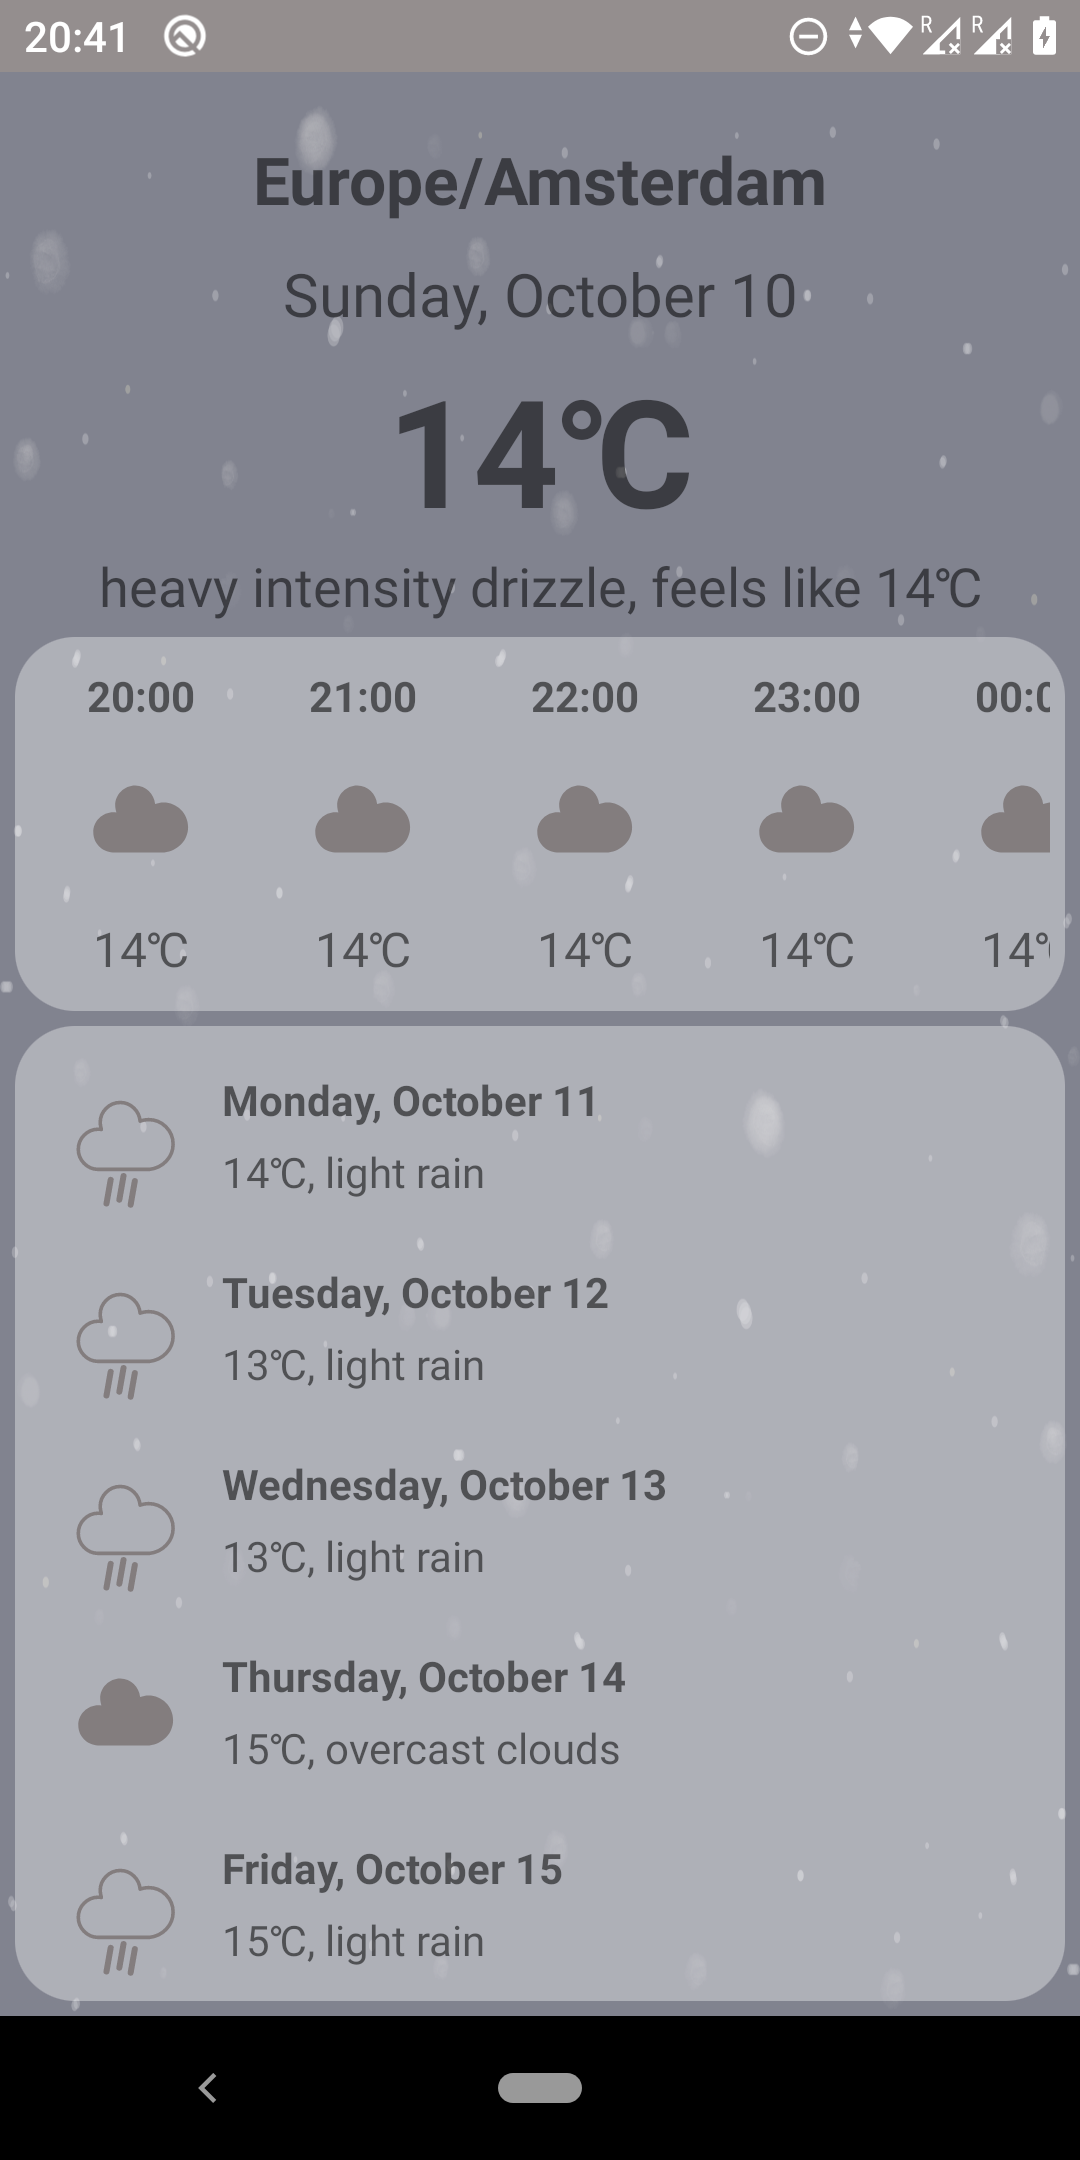 20:41
R R
Europe/Amsterdam
Sunday, October 10
14℃
heavy intensity drizzle, feels like 14℃
20:00 21:00 22:00 23:00 00:0
14℃ 14℃ 14℃ 14℃ 14°
Monday, October 11
14℃, light rain
Tuesday, October 12
13℃, light rain
Wednesday, October 13
13℃, light rain
Thursday, October 14
15℃, overcast clouds
Friday, October 15
15℃, light rain